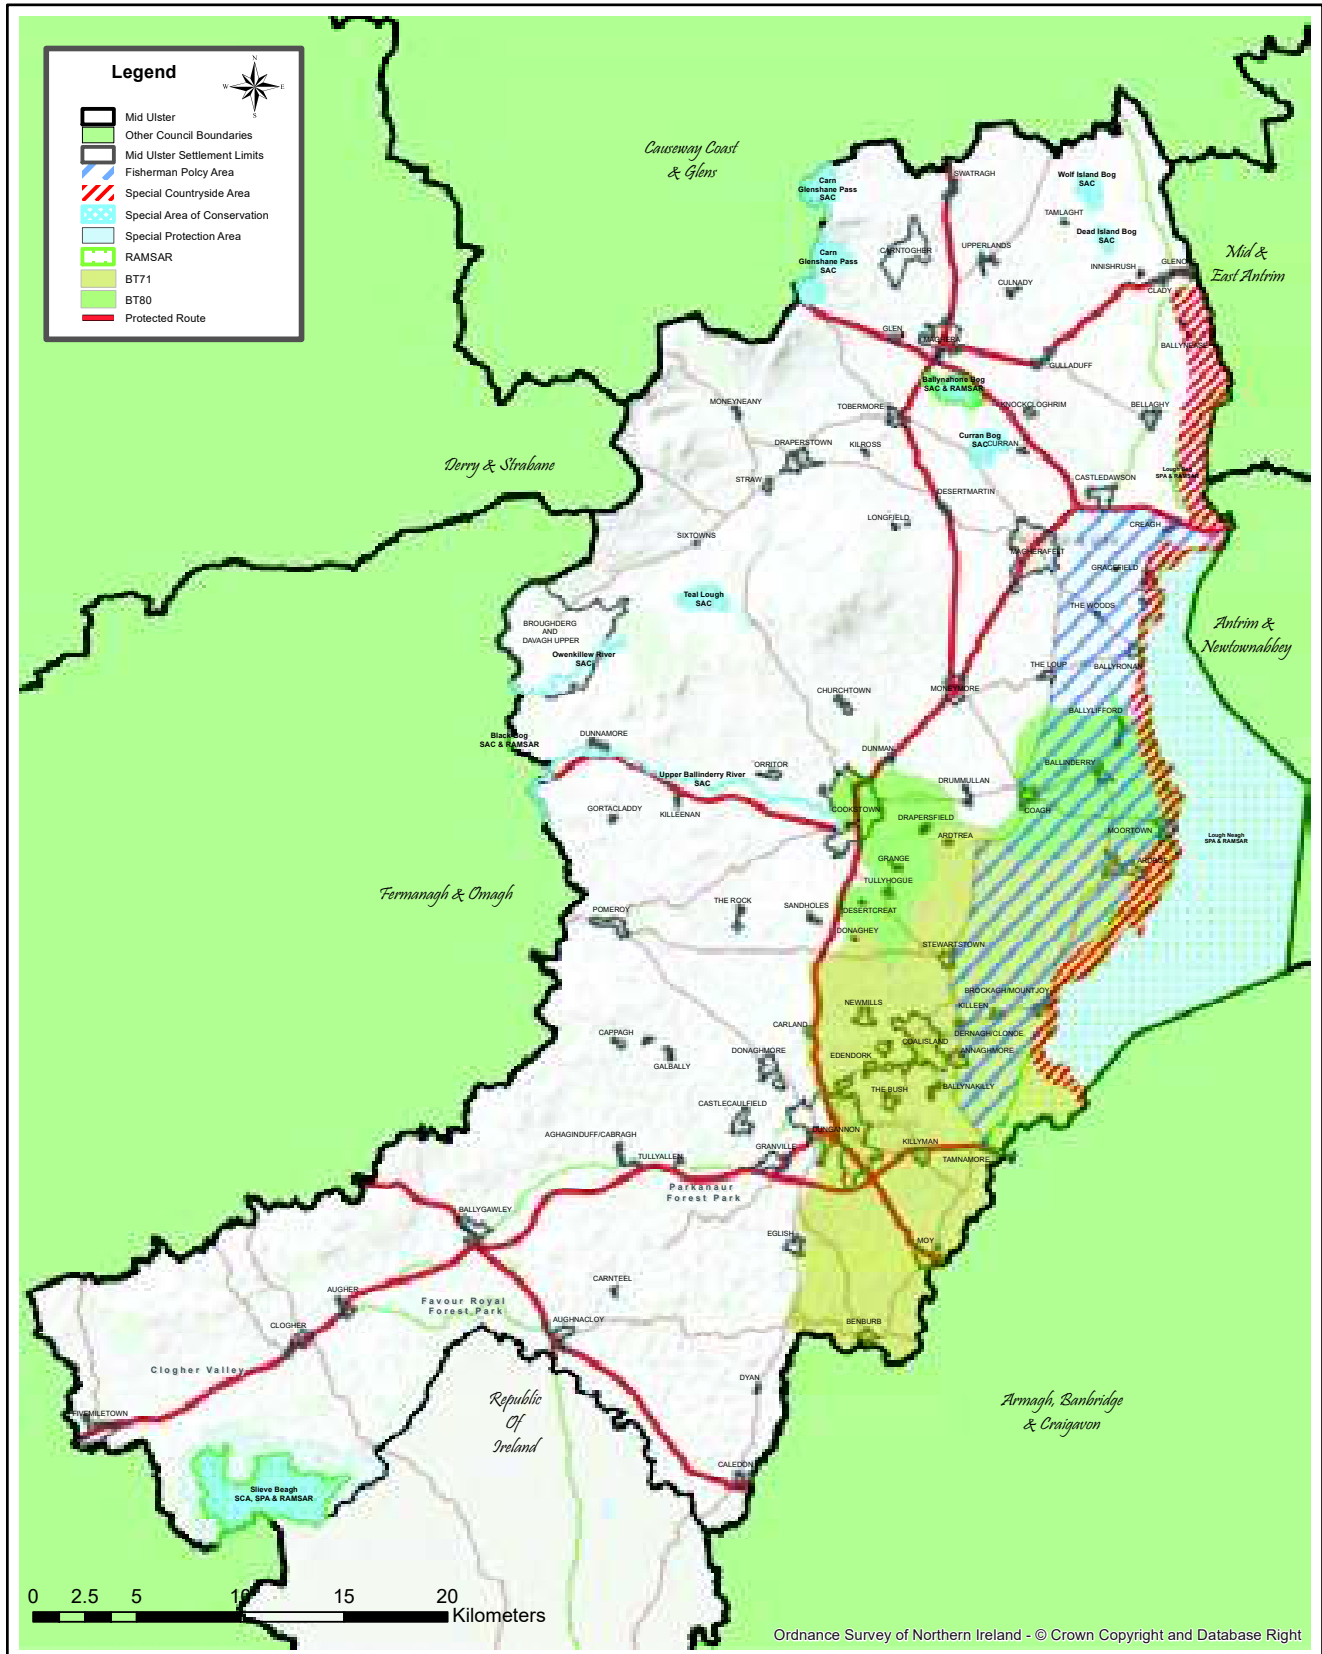 Legend
N
W
E
S
Mid Ulster
Other Council Boundaries
Mid Ulster Settlement Limits
Fisherman Polcy Area
Special Countryside Area
Special Area of Conservation
Special Protection Area
RAMSAR
BT71
BT80
Protected Route
Causeway Coast
& Glens
Mid &
East Antrim
Derry & Strabane
Antrim &
Newtownabbey
Fermanagh & Omagh
Armagh, Banbridge
& Craigavon
Republic
Of
Ireland
SWATRAGH
Carn
Glenshane Pass
SAC
Wolf Island Bog
SAC
TAMLAGHT
Dead Island Bog
SAC
Carn
Glenshane Pass
SAC
CARNTOGHER
UPPERLANDS
INNISHRUSH
CULNADY
CLADY
GLEN
MAGHERA
GULLADUFF
Ballynahone Bog
SAC & RAMSAR
MONEYNEANY
TOBERMORE
KNOCKCLOGHRIM
BELLAGHY
DRAPERSTOWN
KILROSS
Curran Bog
SAC
CURRAN
STRAW
CASTLEDAWSON
DESERTMARTIN
LONGFIELD
CREAGH
SIXTOWNS
MAGHERAFELT
GRACEFIELD
Teal Lough
SAC
THE WOODS
BROUGHDERG
AND
DAVAGH UPPER
Owenkillew River
SAC
THE LOUP
BALLYRONAN
CHURCHTOWN
MONEYMORE
BALLYLIFFORD
Black Bog
SAC & RAMSAR
DUNNAMORE
DUNMAN
ORRITOR
BALLINDERRY
Upper Ballinderry River
SAC
DRUMMULLAN
GORTACLADDY
KILLEENAN
COOKSTOWN
COAGH
DRAPERSFIELD
MOORTOWN
ARDTREA
Lough Neagh
SPA & RAMSAR
GRANGE
ARDBOE
TULLYHOGUE
THE ROCK
SANDHOLES
POMEROY
DESERTCREAT
DONAGHEY
STEWARTSTOWN
BROCKAGH/MOUNTJOY
NEWMILLS
KILLEEN
CARLAND
CAPPAGH
DERNAGH/CLONOE
COALISLAND
DONAGHMORE
EDENDORK
ANNAGHMORE
GALBALLY
THE BUSH
BALLYNAKILLY
CASTLECAULFIELD
DUNGANNON
AGHAGINDUFF/CABRAGH
KILLYMAN
GRANVILLE
TULLYALLEN
TAMNAMORE
Parkanaur
Forest Park
BALLYGAWLEY
EGLISH
MOY
CARNTEEL
AUGHER
Favour Royal
Forest Park
AUGHNACLOY
BENBURB
CLOGHER
Clogher Valley
DYAN
FIVEMILETOWN
CALEDON
Slieve Beagh
SCA, SPA & RAMSAR
0 2.5 5 10 15 20
Kilometers
Ordnance Survey of Northern Ireland - © Crown Copyright and Database Right